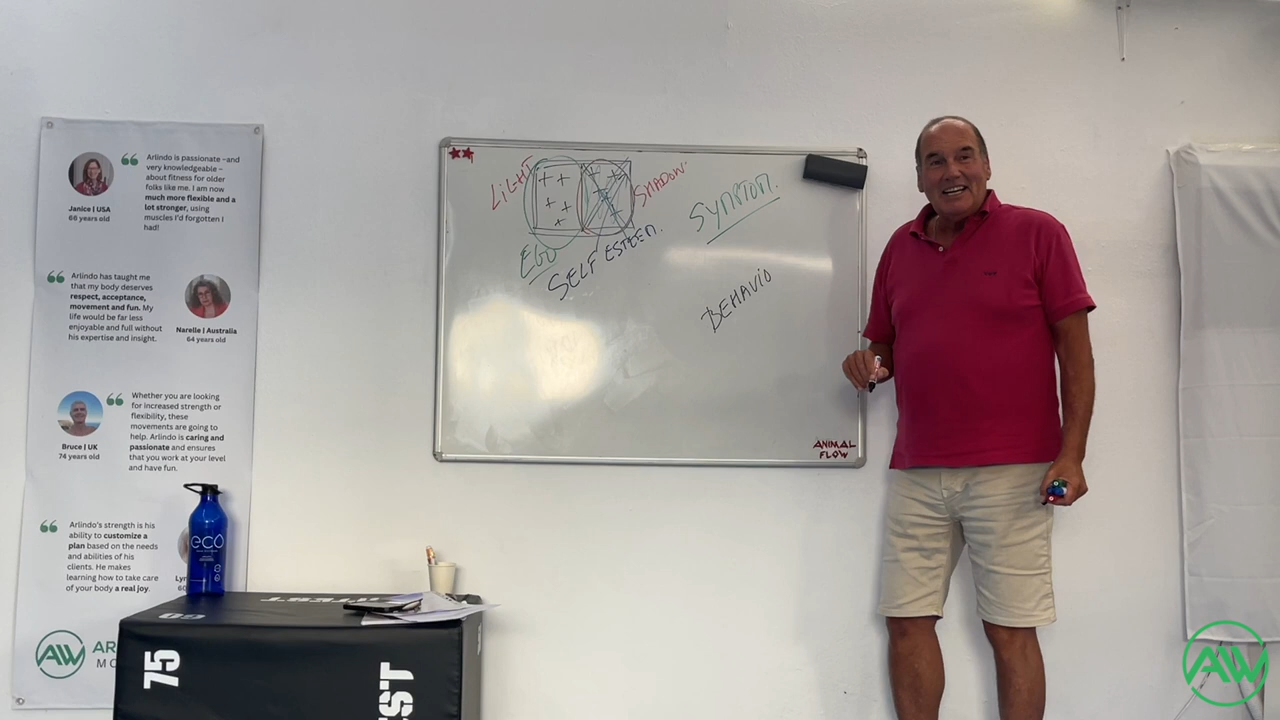 Arlindo is passionate –and
very knowledgeable –
about fitness for older
folks like me. I am now
much more flexible and a
lot stronger, using
muscles I'd forgotten I
had!
Janice | USA
66 years old
Arlindo has taught me
that my body deserves
respect, acceptance,
movement and fun. My
life would be far less
enjoyable and full without
his expertise and insight.
Narelle | Australia
64 years old
Whether you are looking
for increased strength or
flexibility, these
movements are going to
help. Arlindo is caring and
passionate and ensures
that you work at your level
and have fun.
Bruce | UK
74 years old
Arlindo's strength is his
ability to customize a
plan based on the needs
and abilities of his
clients. He makes
learning how to take care
of your body a real joy.
Lyn
60
AW
AR
MO
eco
60
75
EST
LIGHT
SHADOW
EGO
SELF ESTEEM.
SYMPTOM.
BEHAVIO
ANIMAL
FLOW
AW